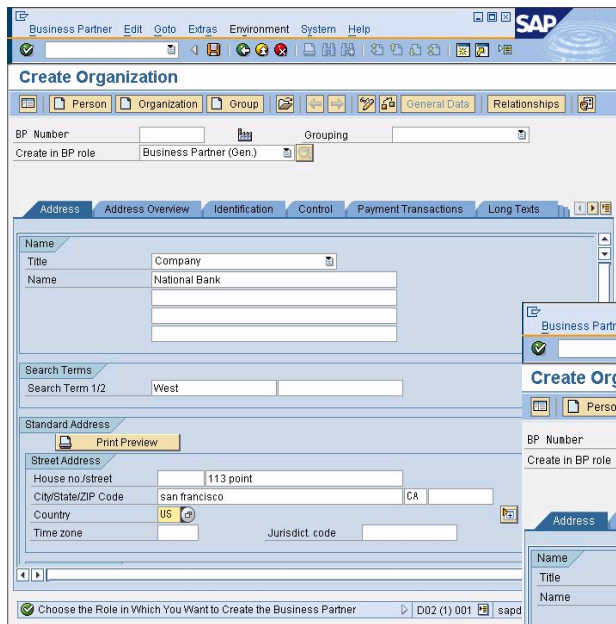 Business Partner Edit Goto Extras Environment System Help
SAP
Create Organization
Person Organization Group General Data Relationships
BP Number Grouping
Create in BP role Business Partner (Gen.)
Address Address Overview Identification Control Payment Transactions Long Texts
Name
Title Company
Name National Bank
Search Terms
Search Term 1/2 West
Standard Address
Print Preview
Street Address
House no./street 113 point
City/State/ZIP Code san francisco CA
Country US
Time zone Jurisdict. code
Choose the Role in Which You Want to Create the Business Partner D02 (1) 001 sapd
Business Partn
Create Org
Perso
BP Number
Create in BP role
Address
Name
Title
Name